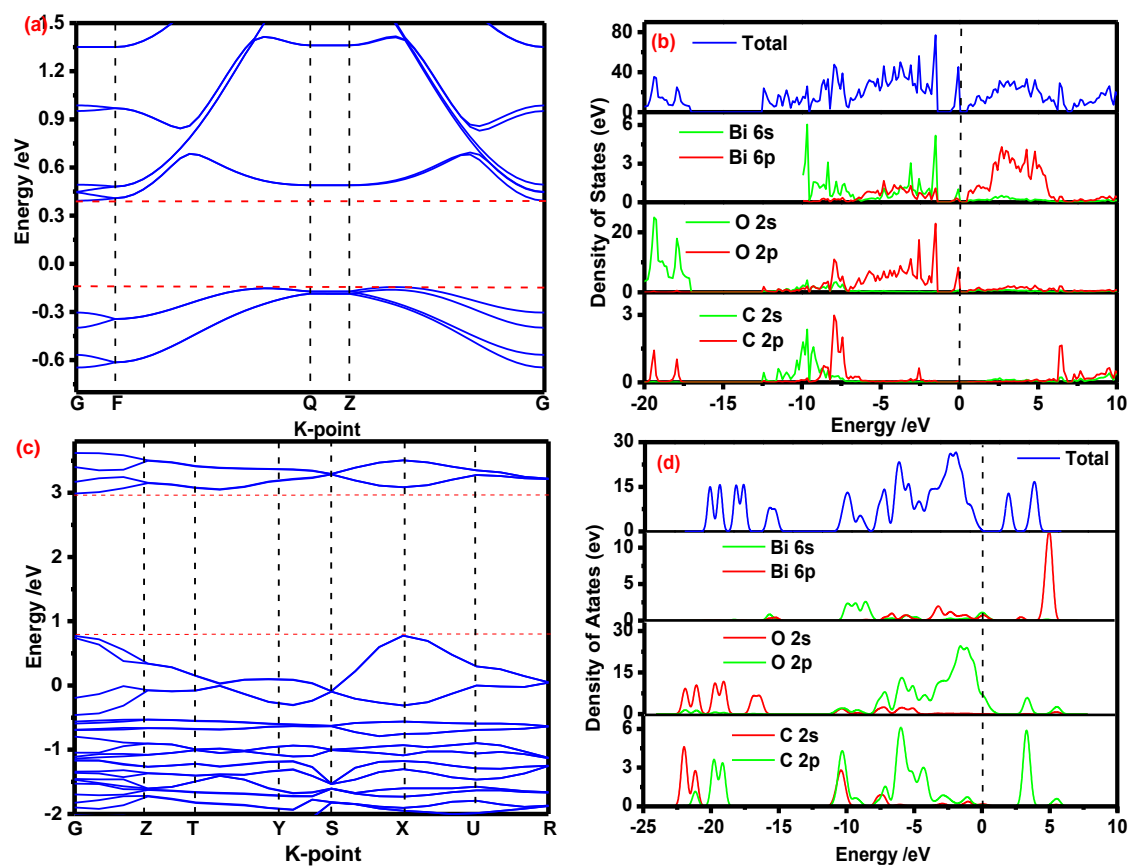 (a)
1.5
1.2
0.9
0.6
0.3
0.0
-0.3
-0.6
Energy /eV
G F Q Z G
K-point
(b)
Total
80
40
0
Bi 6s
Bi 6p
6
3
0
O 2s
O 2p
20
0
C 2s
C 2p
3
0
Density of States (eV)
-20 -15 -10 -5 0 5 10
Energy /eV
(c)
3
2
1
0
-1
-2
Energy /eV
G Z T Y S X U R
K-point
(d)
Total
30
15
0
Bi 6s
Bi 6p
10
5
0
O 2s
O 2p
30
15
0
C 2s
C 2p
6
3
0
Density of Atates (ev)
-25 -20 -15 -10 -5 0 5 10
Energy /eV